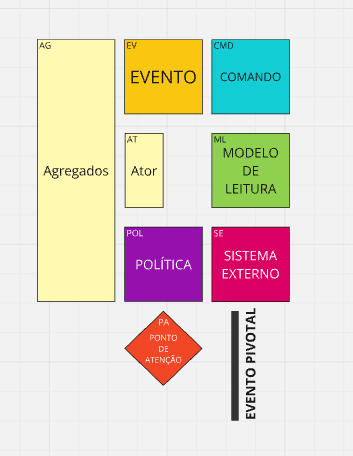 AG
Agregados
EV
EVENTO
CMD
COMANDO
AT
Ator
ML
MODELO
DE
LEITURA
POL
POLÍTICA
SE
SISTEMA
EXTERNO
PA
PONTO
DE
ATENÇÃO
EVENTO PIVOTAL